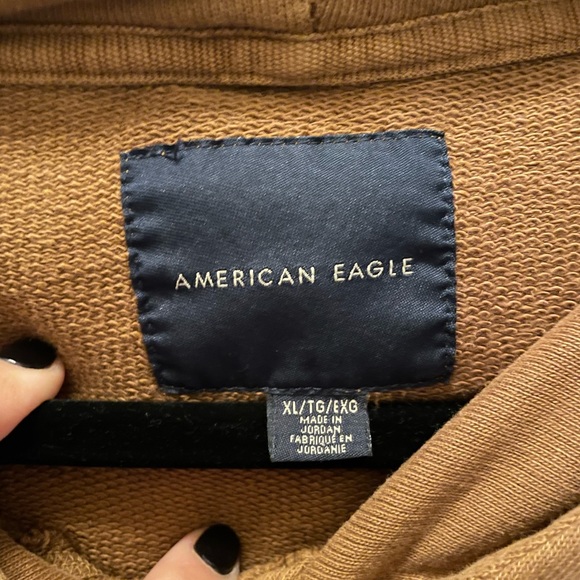 AMERICAN EAGLE
XL/TG/EXG
MADE IN
JORDAN
FABRIQUÉ EN
JORDANIE